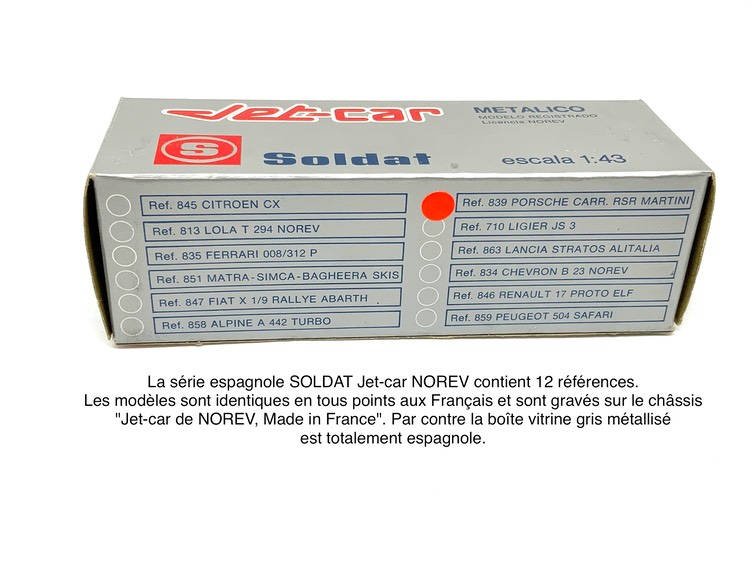 Jet-car
METALICO
MODELO REGISTRADO
Licencia NOREV
S
Soldat
escala 1:43
Ref. 845 CITROEN CX
Ref. 813 LOLA T 294 NOREV
Ref. 835 FERRARI 008/312 P
Ref. 851 MATRA-SIMCA-BAGHEERA SKIS
Ref. 847 FIAT X 1/9 RALLYE ABARTH
Ref. 858 ALPINE A 442 TURBO
Ref. 839 PORSCHE CARR. RSR MARTINI
Ref. 710 LIGIER JS 3
Ref. 863 LANCIA STRATOS ALITALIA
Ref. 834 CHEVRON B 23 NOREV
Ref. 846 RENAULT 17 PROTO ELF
Ref. 859 PEUGEOT 504 SAFARI
La série espagnole SOLDAT Jet-car NOREV contient 12 références.
Les modèles sont identiques en tous points aux Français et sont gravés sur le châssis
"Jet-car de NOREV, Made in France". Par contre la boîte vitrine gris métallisé
est totalement espagnole.